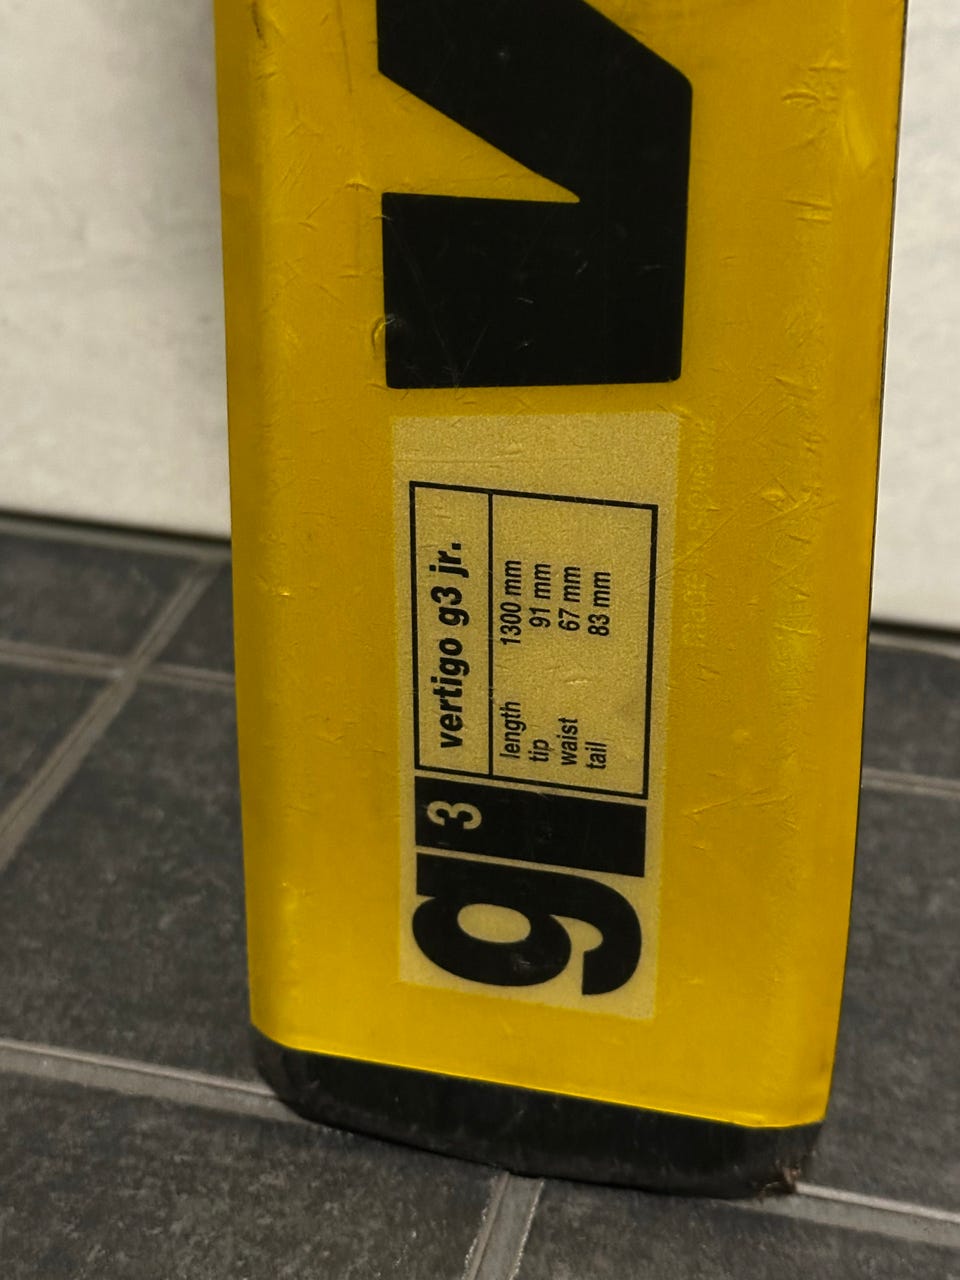 g3
vertigo g3 jr.
length 1300 mm
tip 91 mm
waist 67 mm
tail 83 mm